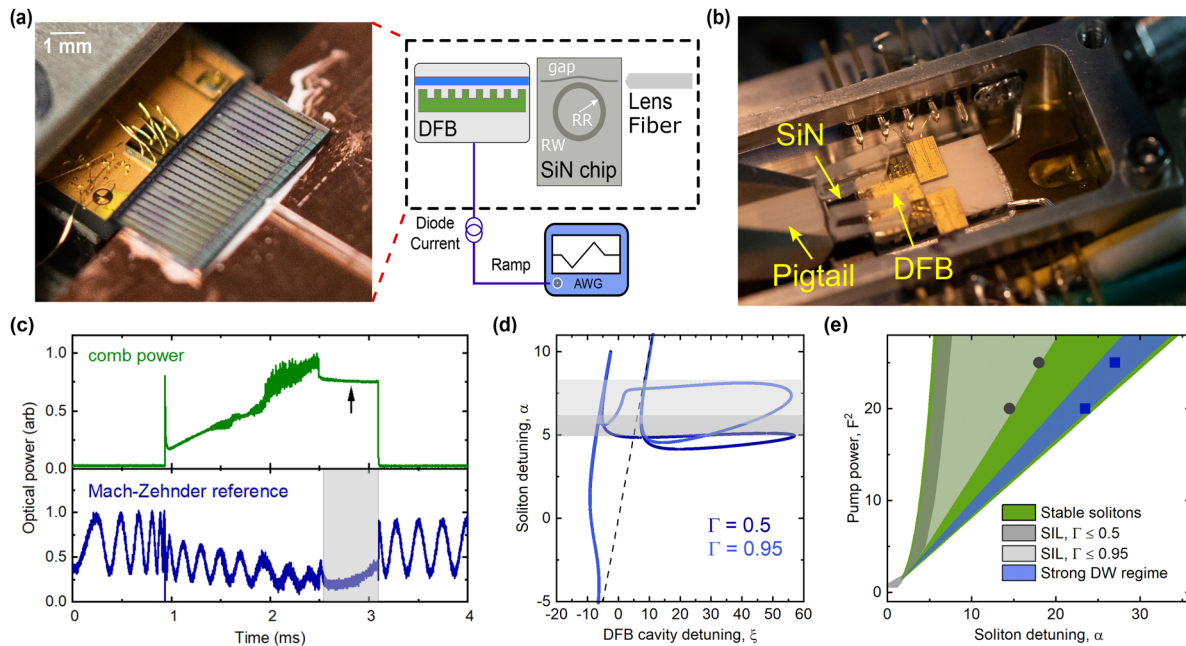 (a)
1 mm
gap
RR
RW
DFB
SiN chip
Lens
Fiber
Diode
Current
Ramp
AWG
(b)
SiN
Pigtail
DFB
(c)
comb power
Mach-Zehnder reference
Optical power (arb)
1.0
0.5
0.0
1.0
0.5
0.0
0
1
2
3
4
Time (ms)
(d)
Soliton detuning, α
10
5
0
-5
Γ = 0.5
Γ = 0.95
-20
-10
0
10
20
30
40
50
60
DFB cavity detuning, ξ
(e)
Pump power, F²
20
10
0
Stable solitons
SIL, Γ ≤ 0.5
SIL, Γ ≤ 0.95
Strong DW regime
0
10
20
30
Soliton detuning, α